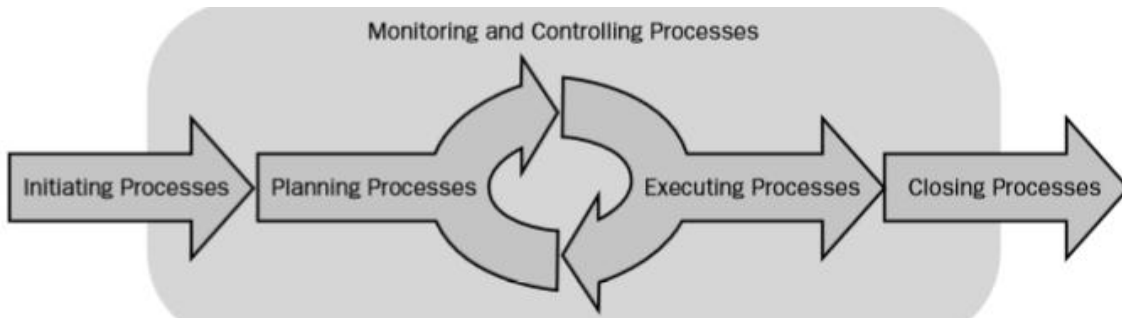 Monitoring and Controlling Processes
Initiating Processes
Planning Processes
Executing Processes
Closing Processes